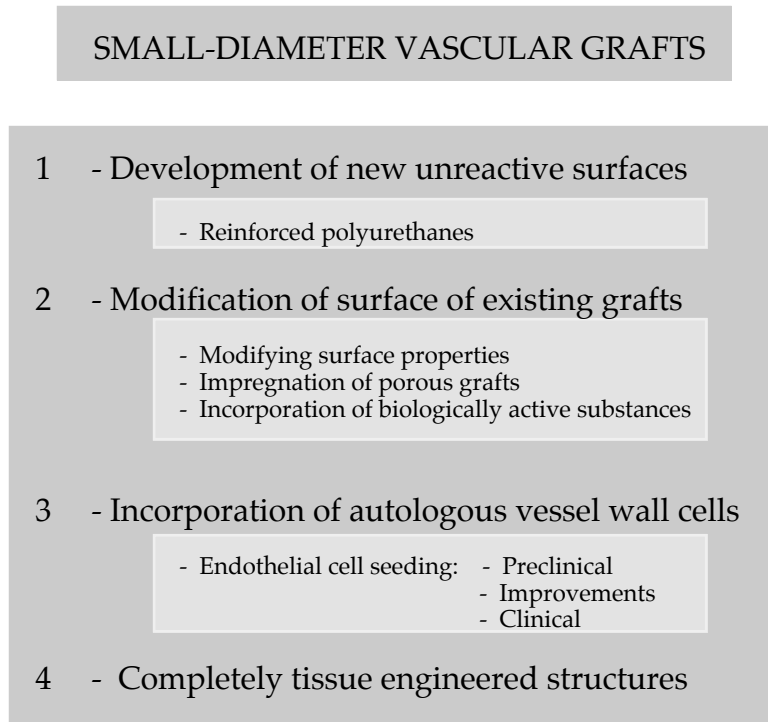 SMALL-DIAMETER VASCULAR GRAFTS
1 - Development of new unreactive surfaces
- Reinforced polyurethanes
2 - Modification of surface of existing grafts
- Modifying surface properties
- Impregnation of porous grafts
- Incorporation of biologically active substances
3 - Incorporation of autologous vessel wall cells
- Endothelial cell seeding: - Preclinical
- Improvements
- Clinical
4 - Completely tissue engineered structures